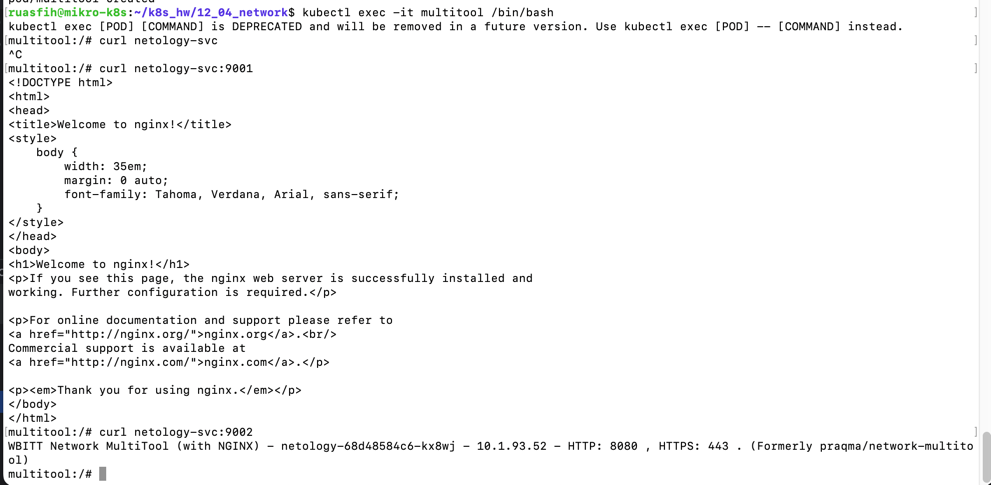 ruasfih@mikro-k8s:~/k8s_hw/12_04_network$ kubectl exec -it multitool /bin/bash
kubectl exec [POD] [COMMAND] is DEPRECATED and will be removed in a future version. Use kubectl exec [POD] -- [COMMAND] instead.
multitool:/# curl netology-svc
^C
multitool:/# curl netology-svc:9001
<!DOCTYPE html>
<html>
<head>
<title>Welcome to nginx!</title>
<style>
    body {
        width: 35em;
        margin: 0 auto;
        font-family: Tahoma, Verdana, Arial, sans-serif;
    }
</style>
</head>
<body>
<h1>Welcome to nginx!</h1>
<p>If you see this page, the nginx web server is successfully installed and
working. Further configuration is required.</p>

<p>For online documentation and support please refer to
<a href="http://nginx.org/">nginx.org</a>.<br/>
Commercial support is available at
<a href="http://nginx.com/">nginx.com</a>.</p>

<p><em>Thank you for using nginx.</em></p>
</body>
</html>
multitool:/# curl netology-svc:9002
WBITT Network MultiTool (with NGINX) - netology-68d48584c6-kx8wj - 10.1.93.52 - HTTP: 8080 , HTTPS: 443 . (Formerly praqma/network-multito
ol)
multitool:/#